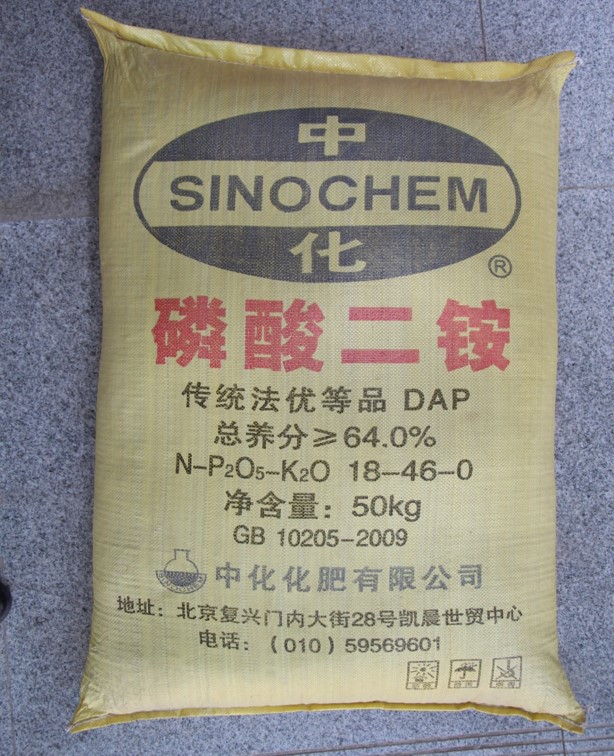 中
SINOCHEM
化
®
磷酸二铵
传统法优等品 DAP
总养分≥64.0%
N-P₂O₅-K₂O 18-46-0
净含量：50kg
GB 10205-2009
中化化肥有限公司
地址：北京复兴门内大街28号凯晨世贸中心
电话：（010）59569601